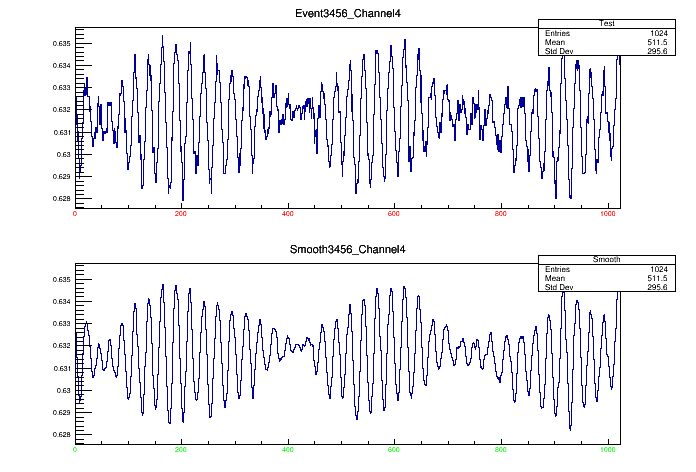 Event3456_Channel4
Test
Entries 1024
Mean 511.5
Std Dev 295.6
0.635
0.634
0.633
0.632
0.631
0.63
0.629
0.628
0 200 400 600 800 1000
Smooth3456_Channel4
Smooth
Entries 1024
Mean 511.5
Std Dev 295.6
0.635
0.634
0.633
0.632
0.631
0.63
0.629
0.628
0 200 400 600 800 1000